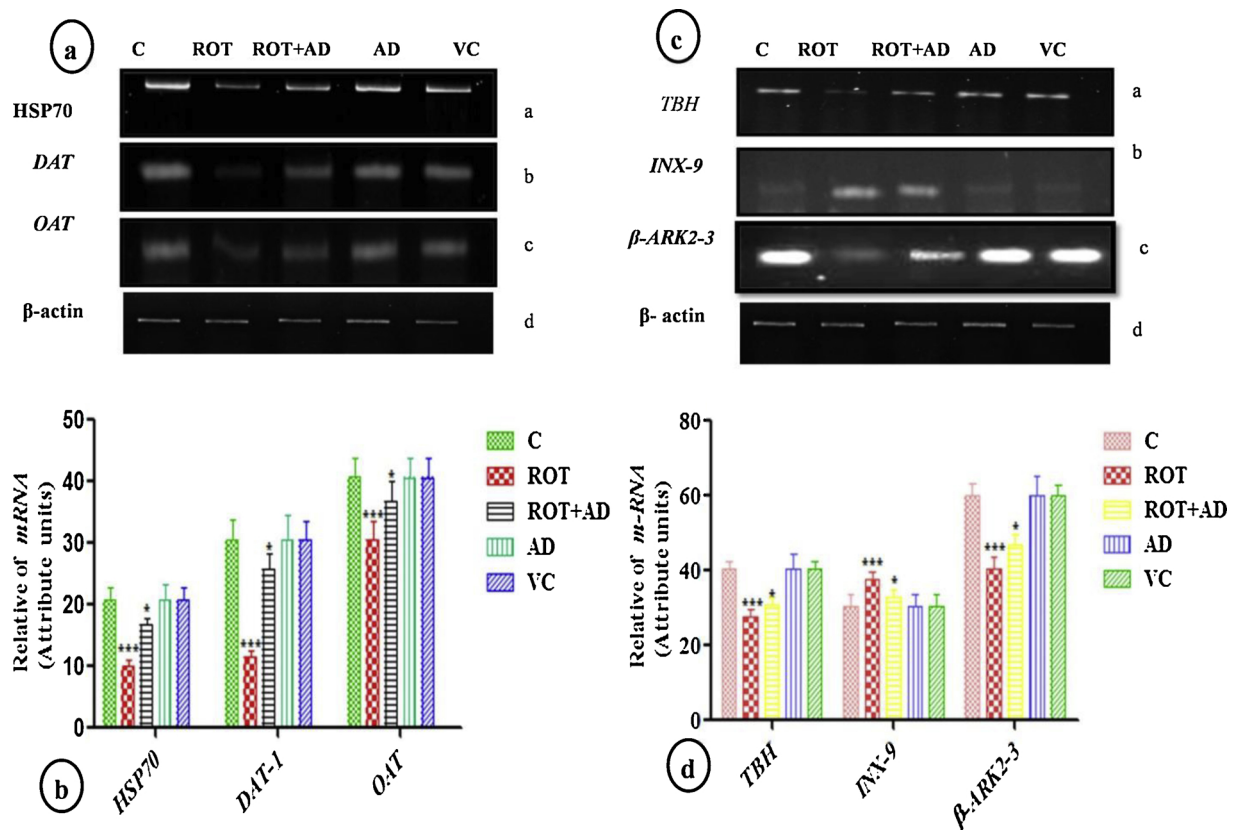 a
C ROT ROT+AD AD VC
HSP70
a
DAT
b
OAT
c
β-actin
d
c
C ROT ROT+AD AD VC
TBH
a
INX-9
b
β-ARK2-3
c
β- actin
d
50
40
30
20
10
0
Relative of mRNA
(Attribute units)
***
*
***
*
***
*
HSP70
DAT-1
OAT
C
ROT
ROT+AD
AD
VC
b
80
60
40
20
0
Relative of m-RNA
(Attribute units)
***
*
***
*
***
*
TBH
INX-9
β-ARK2-3
C
ROT
ROT+AD
AD
VC
d